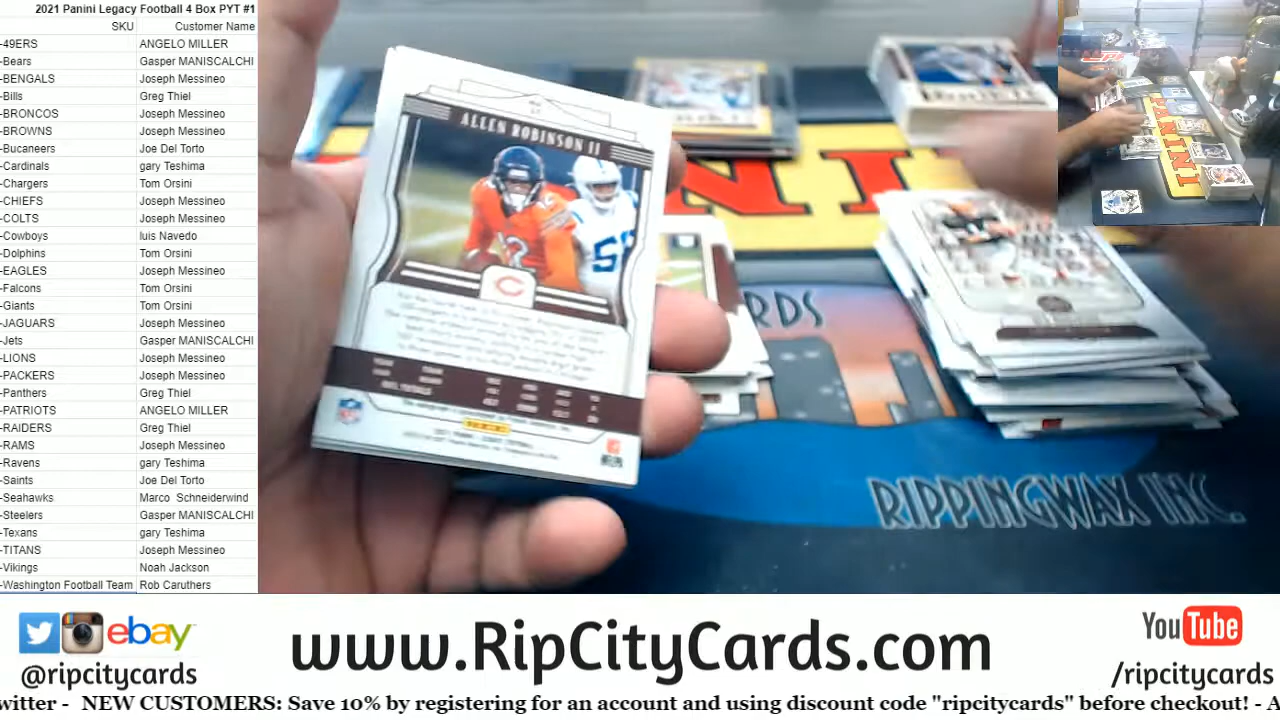 2021 Panini Legacy Football 4 Box PYT #1
SKU Customer Name
-49ERS ANGELO MILLER
-Bears Gasper MANISCALCHI
-BENGALS Joseph Messineo
-Bills Greg Thiel
-BRONCOS Joseph Messineo
-BROWNS Joseph Messineo
-Bucaneers Joe Del Torto
-Cardinals gary Teshima
-Chargers Tom Orsini
-CHIEFS Joseph Messineo
-COLTS Joseph Messineo
-Cowboys luis Navedo
-Dolphins Tom Orsini
-EAGLES Joseph Messineo
-Falcons Tom Orsini
-Giants Tom Orsini
-JAGUARS Joseph Messineo
-Jets Gasper MANISCALCHI
-LIONS Joseph Messineo
-PACKERS Joseph Messineo
-Panthers Greg Thiel
-PATRIOTS ANGELO MILLER
-RAIDERS Greg Thiel
-RAMS Joseph Messineo
-Ravens gary Teshima
-Saints Joe Del Torto
-Seahawks Marco Schneiderwind
-Steelers Gasper MANISCALCHI
-Texans gary Teshima
-TITANS Joseph Messineo
-Vikings Noah Jackson
-Washington Football Team Rob Caruthers
ALLEN ROBINSON II
12
PANINI
RDS
RIPPINGWAX INC.
PANINI
ebay
@ripcitycards
www.RipCityCards.com
YouTube
/ripcitycards
witter - NEW CUSTOMERS: Save 10% by registering for an account and using discount code "ripcitycards" before checkout! - A